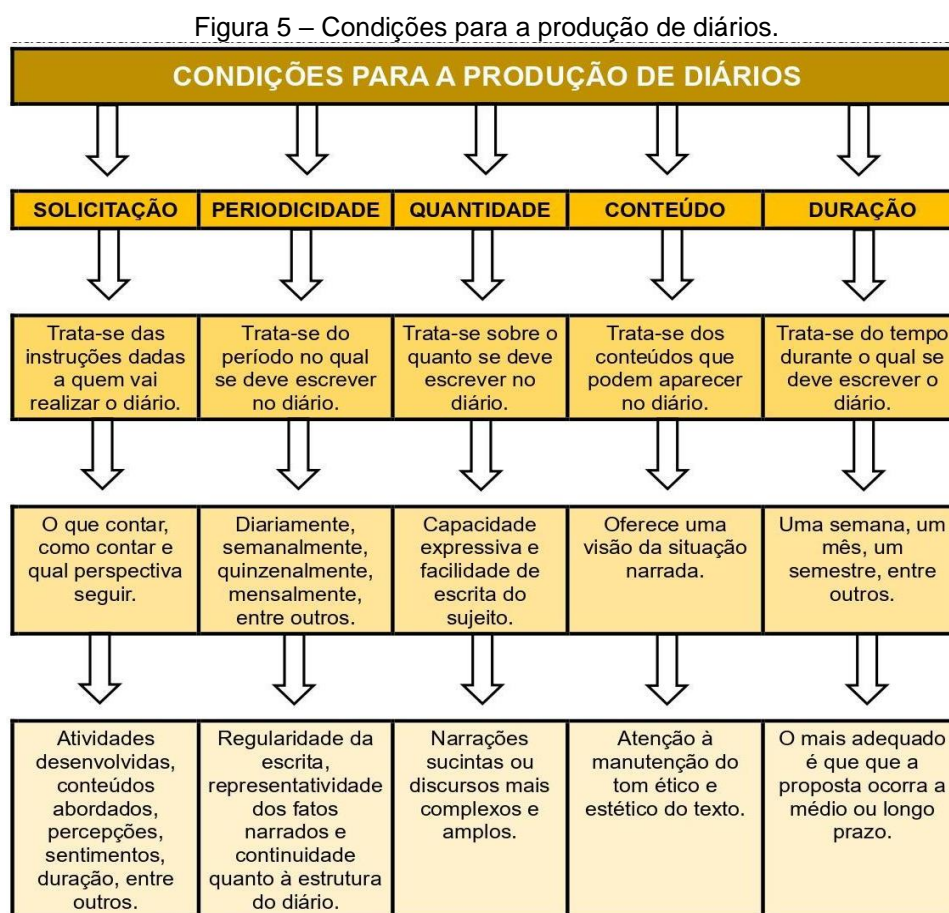 Figura 5 – Condições para a produção de diários.
CONDIÇÕES PARA A PRODUÇÃO DE DIÁRIOS
SOLICITAÇÃO
PERIODICIDADE
QUANTIDADE
CONTEÚDO
DURAÇÃO
Trata-se das
instruções dadas
a quem vai
realizar o diário.
Trata-se do
período no qual
se deve escrever
no diário.
Trata-se sobre o
quanto se deve
escrever no
diário.
Trata-se dos
conteúdos que
podem aparecer
no diário.
Trata-se do tempo
durante o qual se
deve escrever o
diário.
O que contar,
como contar e
qual perspectiva
seguir.
Diariamente,
semanalmente,
quinzenalmente,
mensalmente,
entre outros.
Capacidade
expressiva e
facilidade de
escrita do
sujeito.
Oferece uma
visão da situação
narrada.
Uma semana, um
mês, um
semestre, entre
outros.
Atividades
desenvolvidas,
conteúdos
abordados,
percepções,
sentimentos,
duração, entre
outros.
Regularidade da
escrita,
representatividade
dos fatos
narrados e
continuidade
quanto à estrutura
do diário.
Narrações
sucintas ou
discursos mais
complexos e
amplos.
Atenção à
manutenção do
tom ético e
estético do texto.
O mais adequado
é que que a
proposta ocorra a
médio ou longo
prazo.